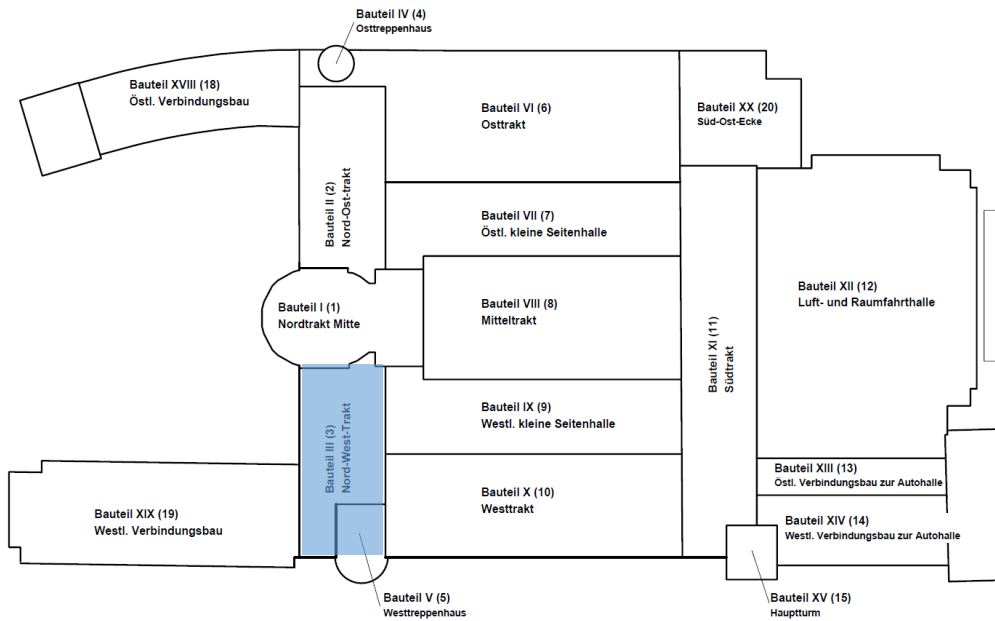 Bauteil IV (4)
Osttreppenhaus
Bauteil XVIII (18)
Östl. Verbindungsbau
Bauteil VI (6)
Osttrakt
Bauteil XX (20)
Süd-Ost-Ecke
Bauteil II (2)
Nord-Ost-trakt
Bauteil VII (7)
Östl. kleine Seitenhalle
Bauteil I (1)
Nordtrakt Mitte
Bauteil VIII (8)
Mitteltrakt
Bauteil XI (11)
Südtrakt
Bauteil XII (12)
Luft- und Raumfahrthalle
Bauteil III (3)
Nord-West-Trakt
Bauteil IX (9)
Westl. kleine Seitenhalle
Bauteil XIII (13)
Östl. Verbindungsbau zur Autohalle
Bauteil XIX (19)
Westl. Verbindungsbau
Bauteil X (10)
Westtrakt
Bauteil XIV (14)
Westl. Verbindungsbau zur Autohalle
Bauteil V (5)
Westtreppenhaus
Bauteil XV (15)
Hauptturm